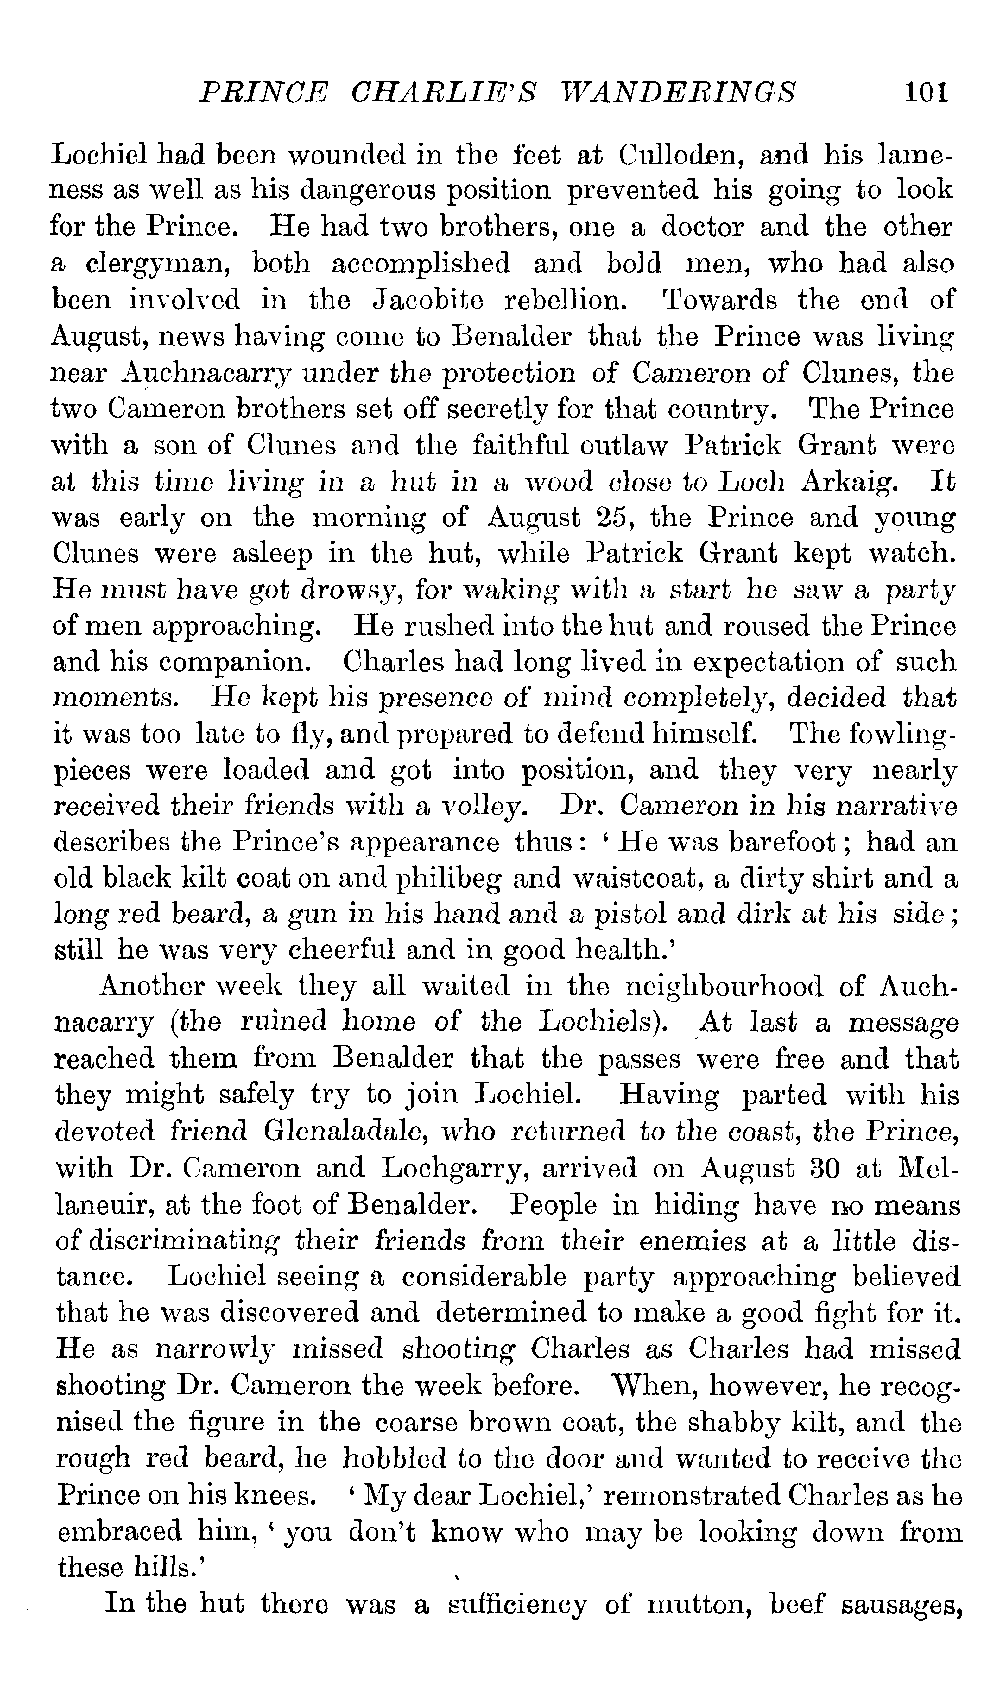 PRINCE CHARLIE'S WANDERINGS 101
Lochiel had been wounded in the feet at Culloden, and his lame-
ness as well as his dangerous position prevented his going to look
for the Prince. He had two brothers, one a doctor and the other
a clergyman, both accomplished and bold men, who had also
been involved in the Jacobite rebellion. Towards the end of
August, news having come to Benalder that the Prince was living
near Auchnacarry under the protection of Cameron of Clunes, the
two Cameron brothers set off secretly for that country. The Prince
with a son of Clunes and the faithful outlaw Patrick Grant were
at this time living in a hut in a wood close to Loch Arkaig. It
was early on the morning of August 25, the Prince and young
Clunes were asleep in the hut, while Patrick Grant kept watch.
He must have got drowsy, for waking with a start he saw a party
of men approaching. He rushed into the hut and roused the Prince
and his companion. Charles had long lived in expectation of such
moments. He kept his presence of mind completely, decided that
it was too late to fly, and prepared to defend himself. The fowling-
pieces were loaded and got into position, and they very nearly
received their friends with a volley. Dr. Cameron in his narrative
describes the Prince's appearance thus: ' He was barefoot; had an
old black kilt coat on and philibeg and waistcoat, a dirty shirt and a
long red beard, a gun in his hand and a pistol and dirk at his side;
still he was very cheerful and in good health.'
Another week they all waited in the neighbourhood of Auch-
nacarry (the ruined home of the Lochiels). At last a message
reached them from Benalder that the passes were free and that
they might safely try to join Lochiel. Having parted with his
devoted friend Glenaladale, who returned to the coast, the Prince,
with Dr. Cameron and Lochgarry, arrived on August 30 at Mel-
laneuir, at the foot of Benalder. People in hiding have no means
of discriminating their friends from their enemies at a little dis-
tance. Lochiel seeing a considerable party approaching believed
that he was discovered and determined to make a good fight for it.
He as narrowly missed shooting Charles as Charles had missed
shooting Dr. Cameron the week before. When, however, he recog-
nised the figure in the coarse brown coat, the shabby kilt, and the
rough red beard, he hobbled to the door and wanted to receive the
Prince on his knees. ' My dear Lochiel,' remonstrated Charles as he
embraced him, ' you don't know who may be looking down from
these hills.'
In the hut there was a sufficiency of mutton, beef sausages,